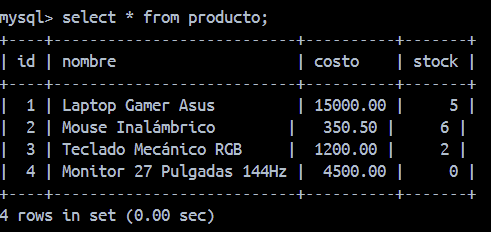 mysql> select * from producto;
+----+--------------------------+----------+-------+
| id | nombre                   | costo    | stock |
+----+--------------------------+----------+-------+
|  1 | Laptop Gamer Asus        | 15000.00 |     5 |
|  2 | Mouse Inalámbrico       |   350.50 |     6 |
|  3 | Teclado Mecánico RGB    |  1200.00 |     2 |
|  4 | Monitor 27 Pulgadas 144Hz |  4500.00 |     0 |
+----+--------------------------+----------+-------+
4 rows in set (0.00 sec)